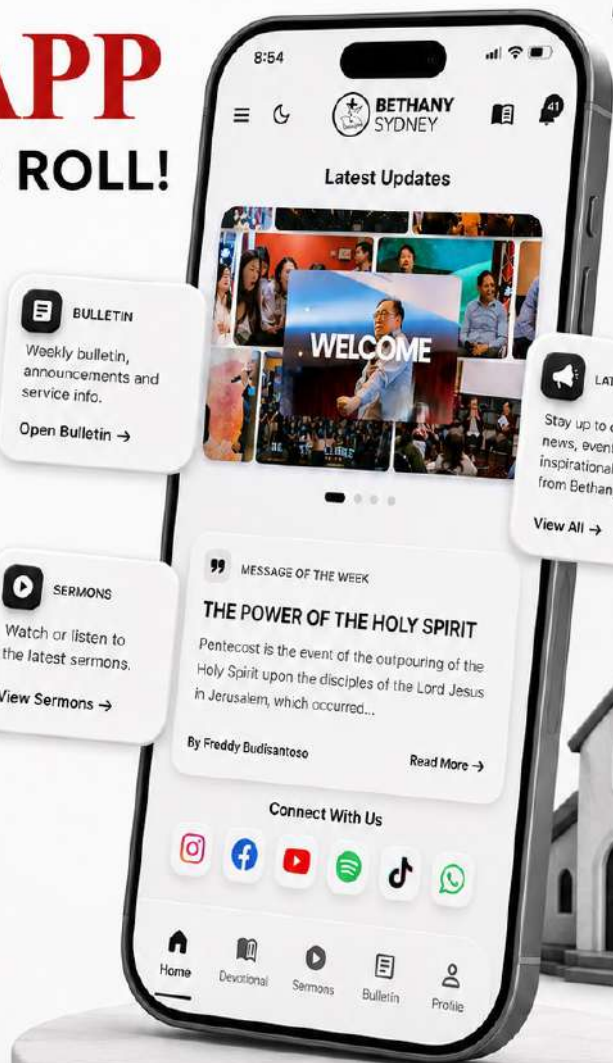 APP
ROLL!
8:54
BETHANY
SYDNEY
41
Latest Updates
WELCOME
BULLETIN
Weekly bulletin,
announcements and
service info.
Open Bulletin →
Stay up to
news,
inspirational
from
View All →
MESSAGE OF THE WEEK
THE POWER OF THE HOLY SPIRIT
Pentecost is the event of the outpouring of the
Holy Spirit upon the disciples of the Lord Jesus
in Jerusalem, which occurred...
By Freddy Budisantoso
Read More →
SERMONS
Watch or listen to
the latest sermons.
View Sermons →
Connect With Us
Home
Devotional
Sermons
Bulletin
Profile